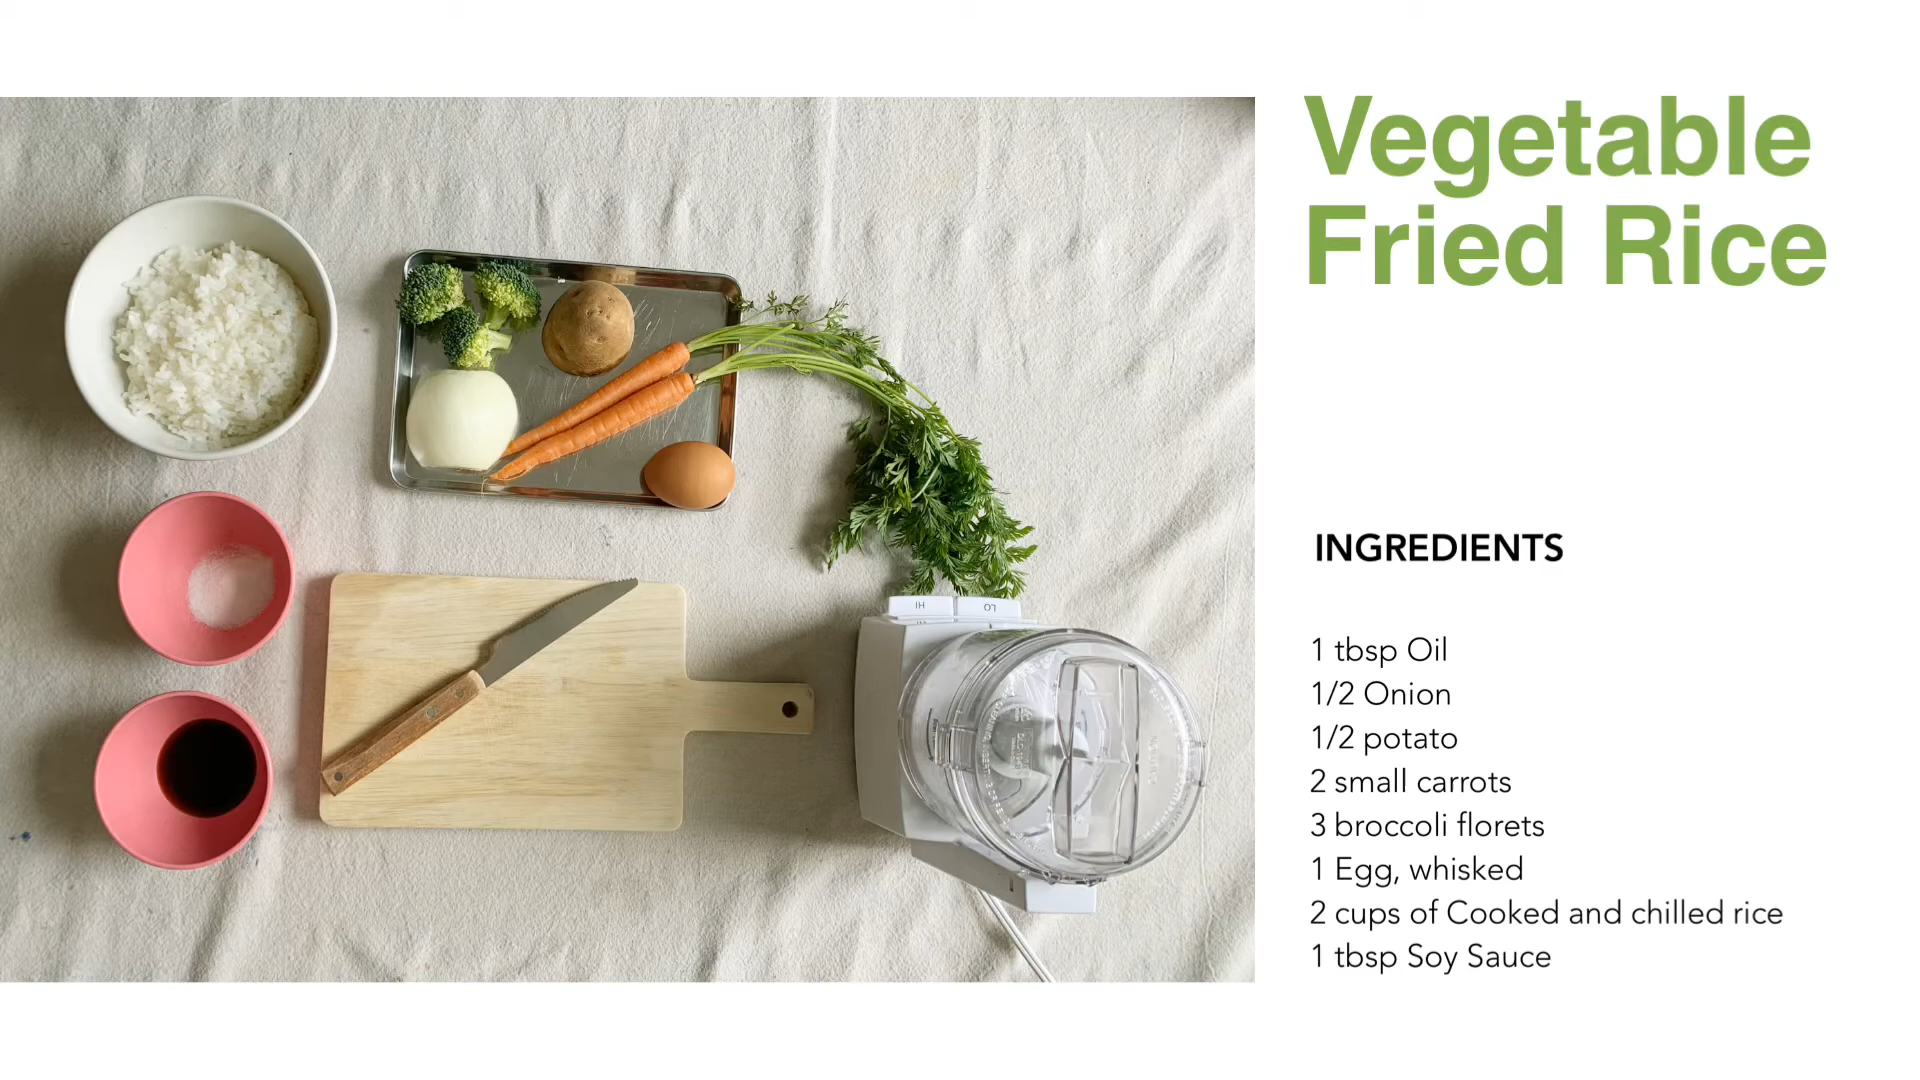 Vegetable
Fried Rice
INGREDIENTS
1 tbsp Oil
1/2 Onion
1/2 potato
2 small carrots
3 broccoli florets
1 Egg, whisked
2 cups of Cooked and chilled rice
1 tbsp Soy Sauce
HI
LO